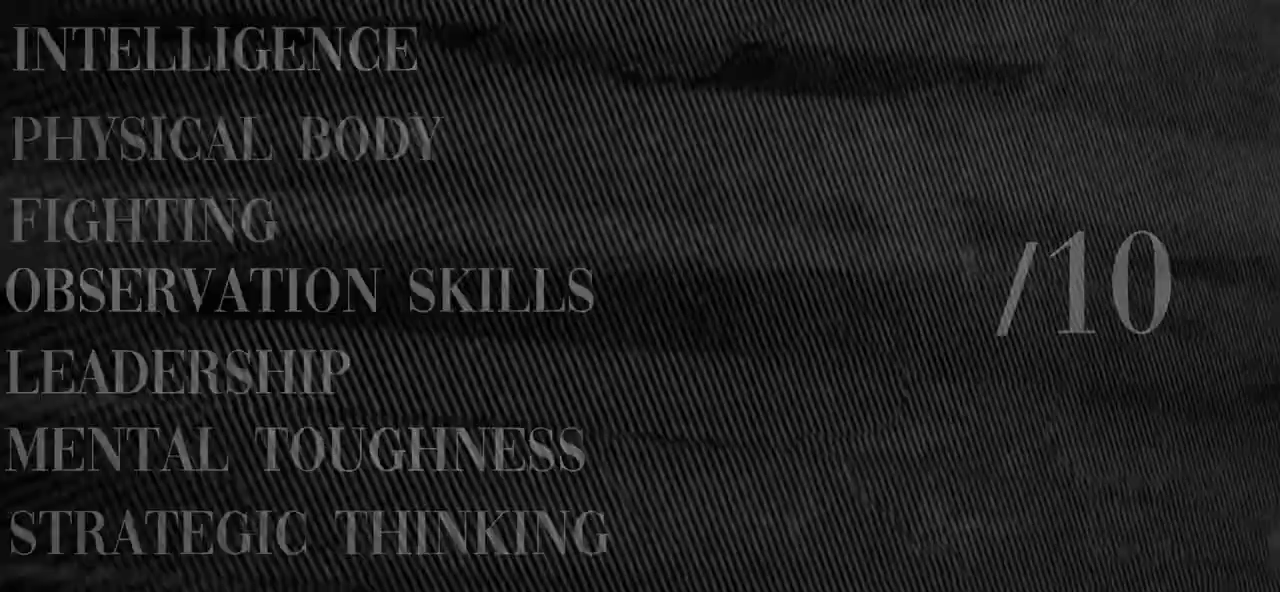 INTELLIGENCE
PHYSICAL BODY
FIGHTING
OBSERVATION SKILLS
/10
LEADERSHIP
MENTAL TOUGHNESS
STRATEGIC THINKING